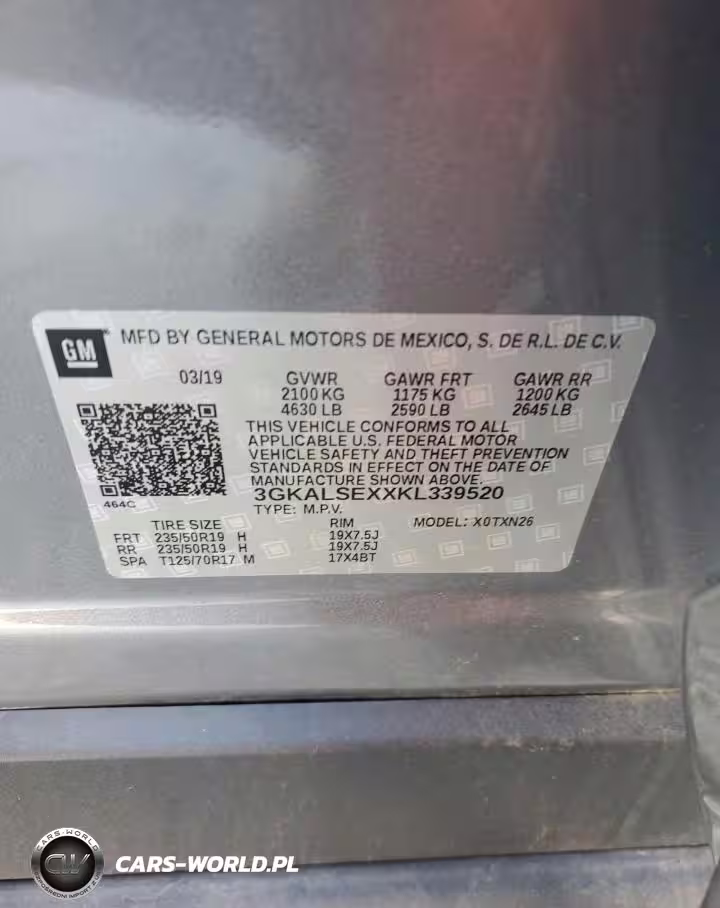 GM
MFD BY GENERAL MOTORS DE MEXICO, S. DE R.L. DE C.V.
03/19 GVWR GAWR FRT GAWR RR
2100 KG 1175 KG 1200 KG
4630 LB 2590 LB 2645 LB
THIS VEHICLE CONFORMS TO ALL
APPLICABLE U.S. FEDERAL MOTOR
VEHICLE SAFETY AND THEFT PREVENTION
STANDARDS IN EFFECT ON THE DATE OF
MANUFACTURE SHOWN ABOVE.
464C
3GKALSEXXKL339520
TYPE: M.P.V.
TIRE SIZE RIM MODEL: X0TXN26
FRT 235/50R19 H 19X7.5J
RR 235/50R19 H 19X7.5J
SPA T125/70R17 M 17X4BT
CARS-WORLD
CW
CARS-WORLD.PL